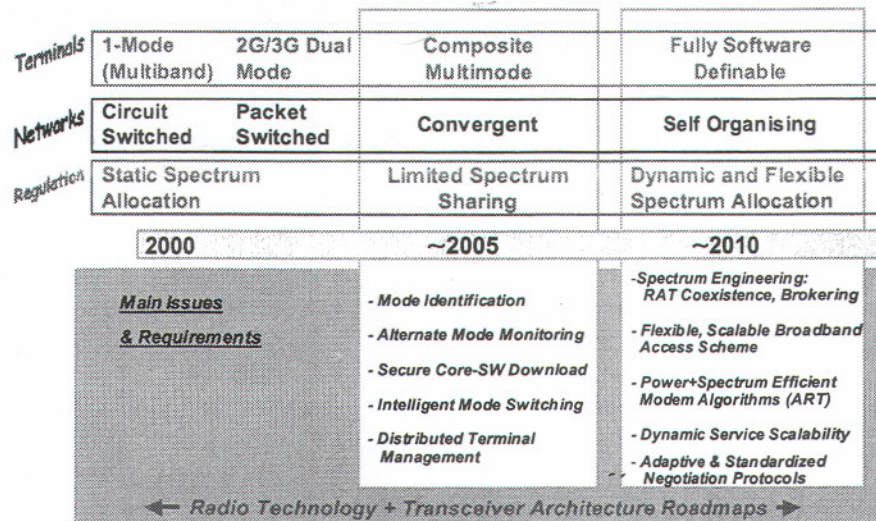 Terminals
1-Mode 2G/3G Dual Composite Fully Software
(Multiband) Mode Multimode Definable
Networks
Circuit Packet Convergent Self Organising
Switched Switched
Regulation
Static Spectrum Limited Spectrum Dynamic and Flexible
Allocation Sharing Spectrum Allocation
2000 ~2005 ~2010
Main Issues
& Requirements
- Mode Identification
- Alternate Mode Monitoring
- Secure Core-SW Download
- Intelligent Mode Switching
- Distributed Terminal
Management
-Spectrum Engineering:
RAT Coexistence, Brokering
- Flexible, Scalable Broadband
Access Scheme
- Power+Spectrum Efficient
Modem Algorithms (ART)
- Dynamic Service Scalability
- Adaptive & Standardized
Negotiation Protocols
Radio Technology + Transceiver Architecture Roadmaps